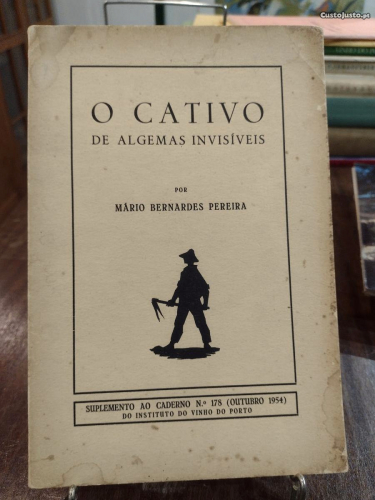 CustoJusto.pt
O CATIVO
DE ALGEMAS INVISÍVEIS
POR
MÁRIO BERNARDES PEREIRA
SUPLEMENTO AO CADERNO N.º 178 (OUTUBRO 1954)
DO INSTITUTO DO VINHO DO PORTO